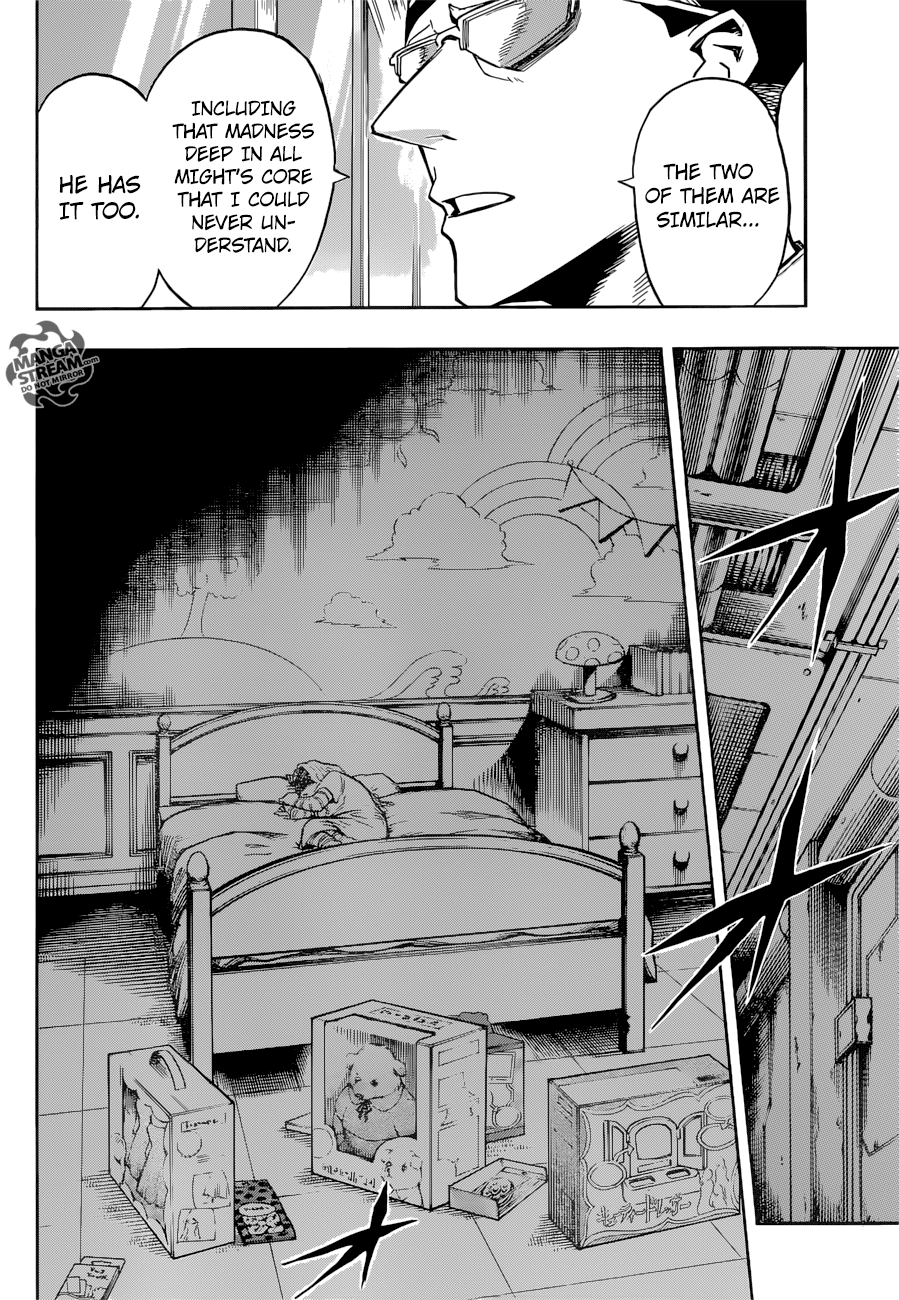 THE TWO
OF THEM ARE
SIMILAR...
INCLUDING
THAT MADNESS
DEEP IN ALL
MIGHT'S CORE
THAT I COULD
NEVER UN-
DERSTAND.
HE HAS
IT TOO.
MANGA
STREAM.com
DO NOT MIRROR